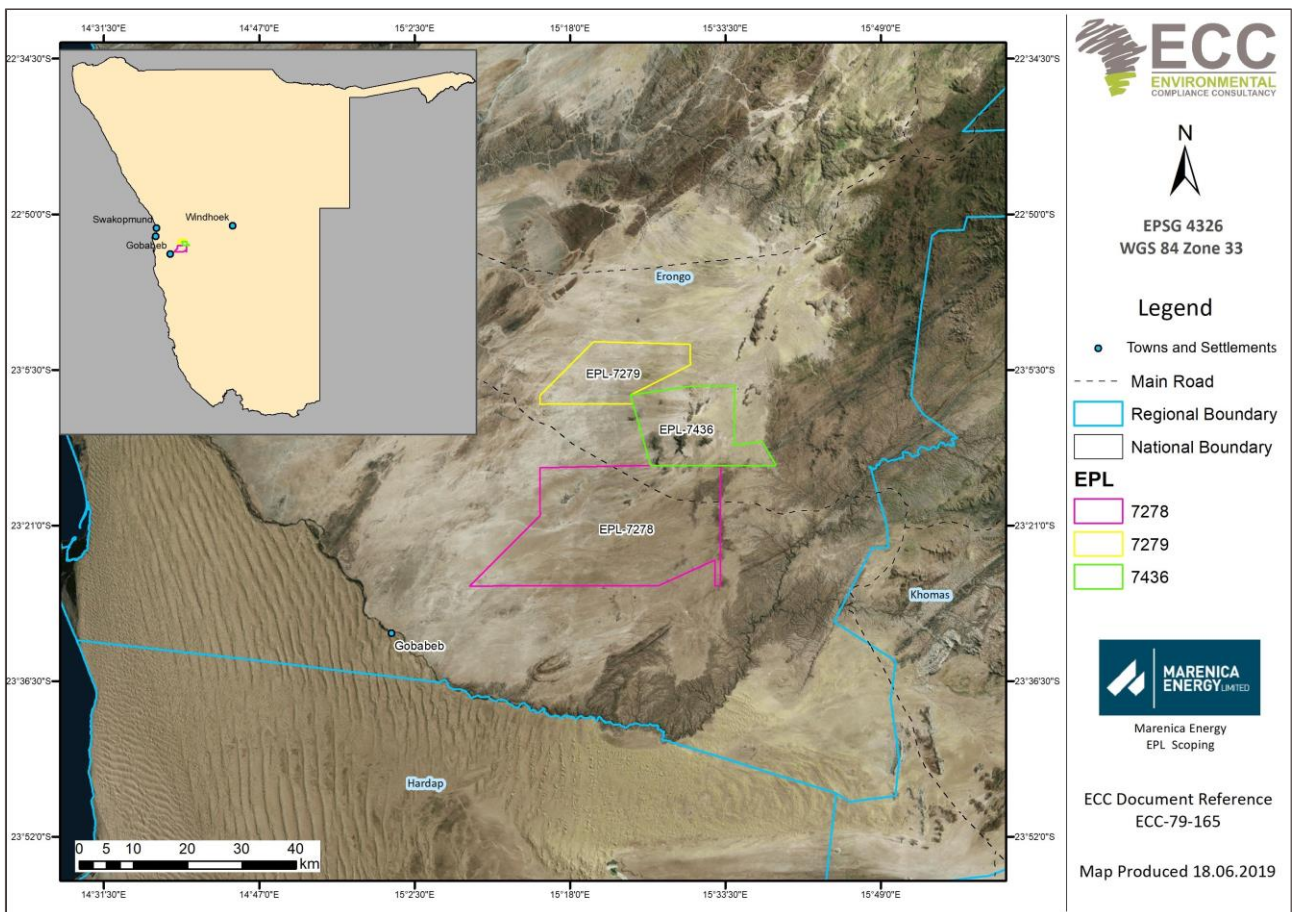 14°31'30"E
14°47'0"E
15°2'30"E
15°18'0"E
15°33'30"E
15°49'0"E
22°34'30"S
22°34'30"S
22°50'0"S
22°50'0"S
23°5'30"S
23°5'30"S
23°21'0"S
23°21'0"S
23°36'30"S
23°36'30"S
23°52'0"S
23°52'0"S
Swakopmund
Windhoek
Gobabeb
Erongo
EPL-7279
EPL-7436
EPL-7278
Khomas
Gobabeb
Hardap
0 5 10 20 30 40
km
14°31'30"E
14°47'0"E
15°2'30"E
15°18'0"E
15°33'30"E
15°49'0"E
ECC
ENVIRONMENTAL
COMPLIANCE CONSULTANCY
N
EPSG 4326
WGS 84 Zone 33
Legend
Towns and Settlements
Main Road
Regional Boundary
National Boundary
EPL
7278
7279
7436
MARENICA
ENERGY LIMITED
Marenica Energy
EPL Scoping
ECC Document Reference
ECC-79-165
Map Produced 18.06.2019